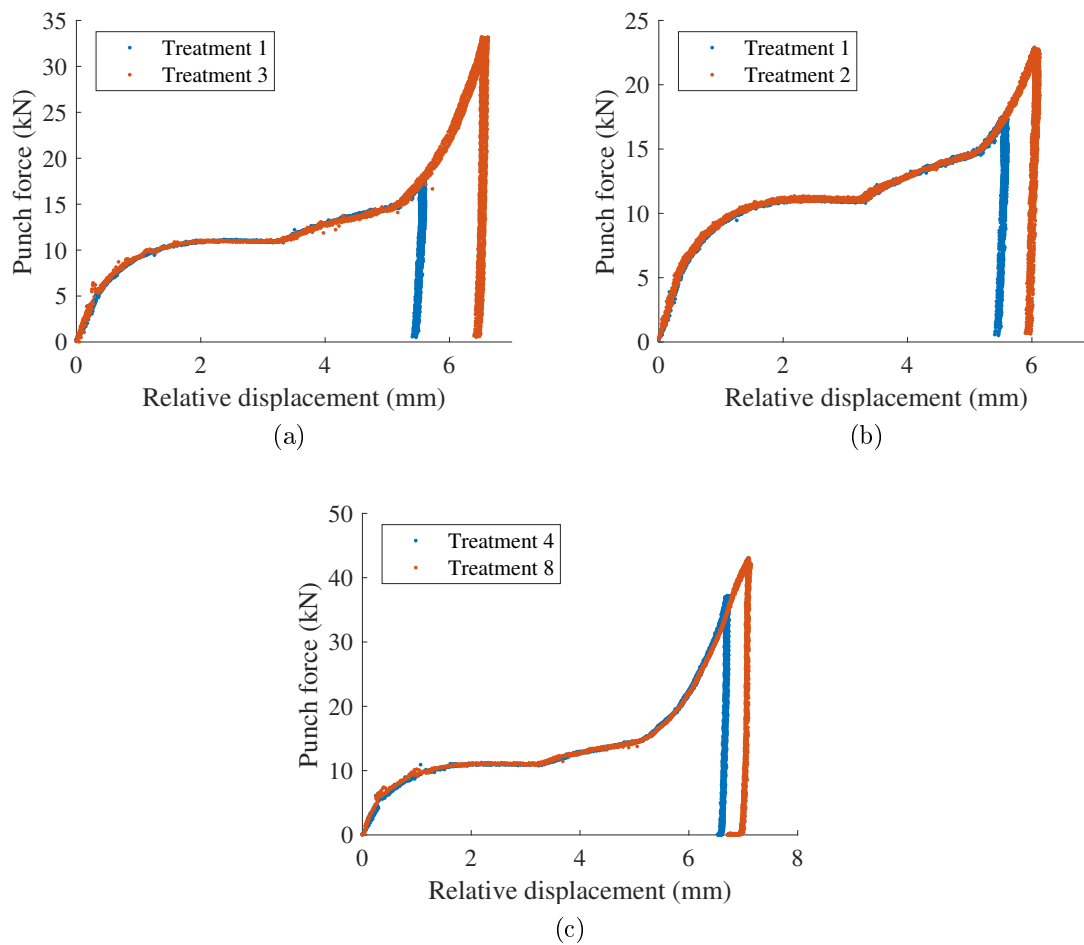 35
30
25
20
15
10
5
0
0 2 4 6
Punch force (kN)
Relative displacement (mm)
Treatment 1
Treatment 3
(a)
25
20
15
10
5
0
0 2 4 6
Punch force (kN)
Relative displacement (mm)
Treatment 1
Treatment 2
(b)
50
40
30
20
10
0
0 2 4 6 8
Punch force (kN)
Relative displacement (mm)
Treatment 4
Treatment 8
(c)